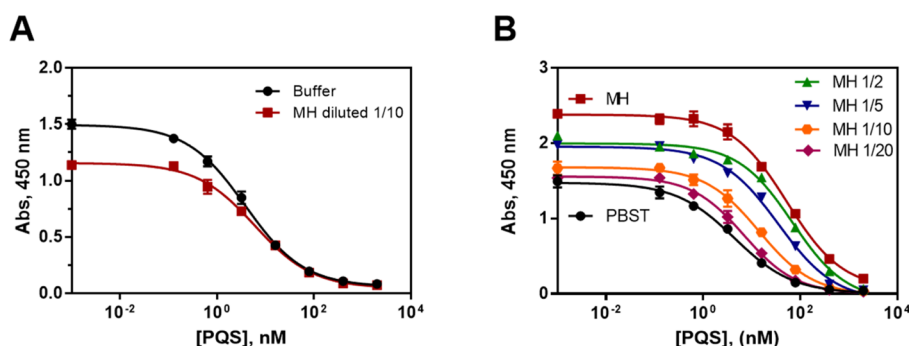 A
Abs, 450 nm
2.0
1.5
1.0
0.5
0.0
Buffer
MH diluted 1/10
10⁻² 10⁰ 10² 10⁴
[PQS], nM
B
Abs, 450 nm
3
2
1
0
MH
PBST
MH 1/2
MH 1/5
MH 1/10
MH 1/20
10⁻² 10⁰ 10² 10⁴
[PQS], (nM)